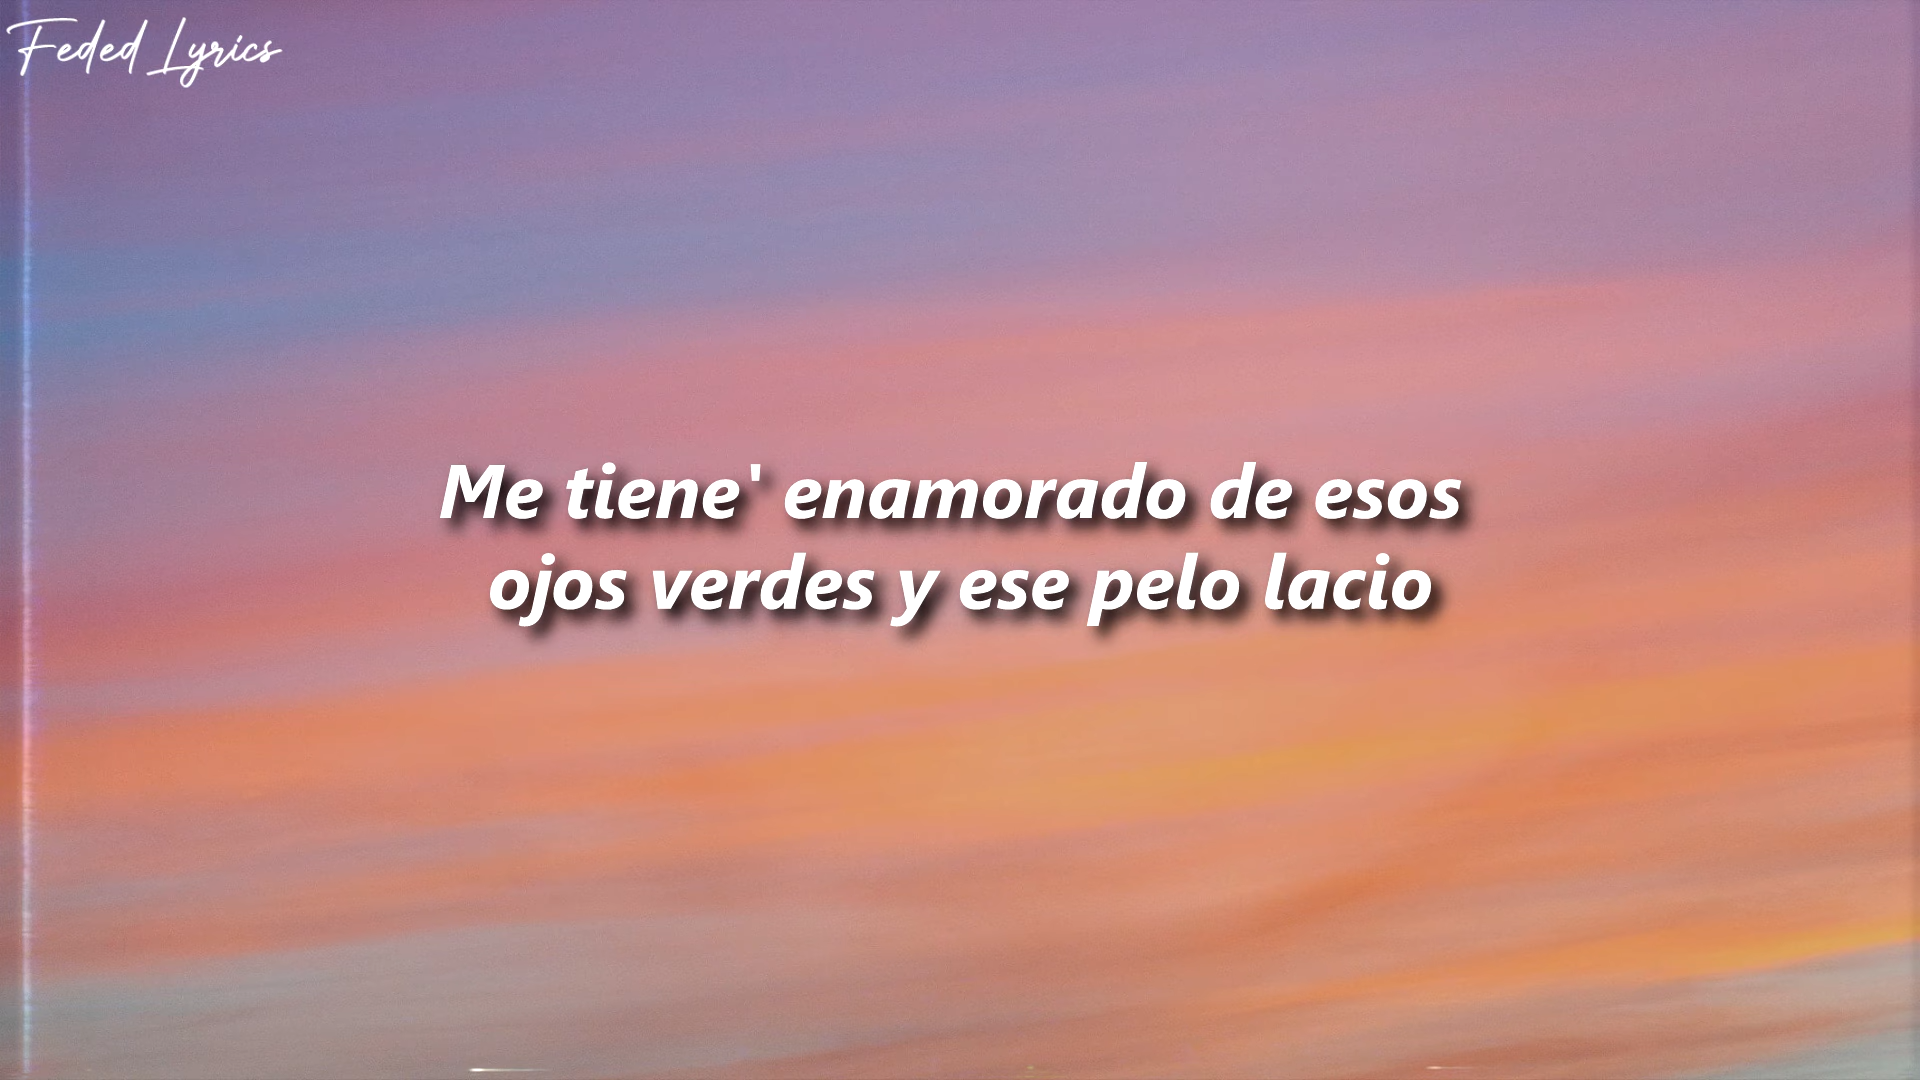 Feded Lyrics
Me tiene' enamorado de esos
ojos verdes y ese pelo lacio